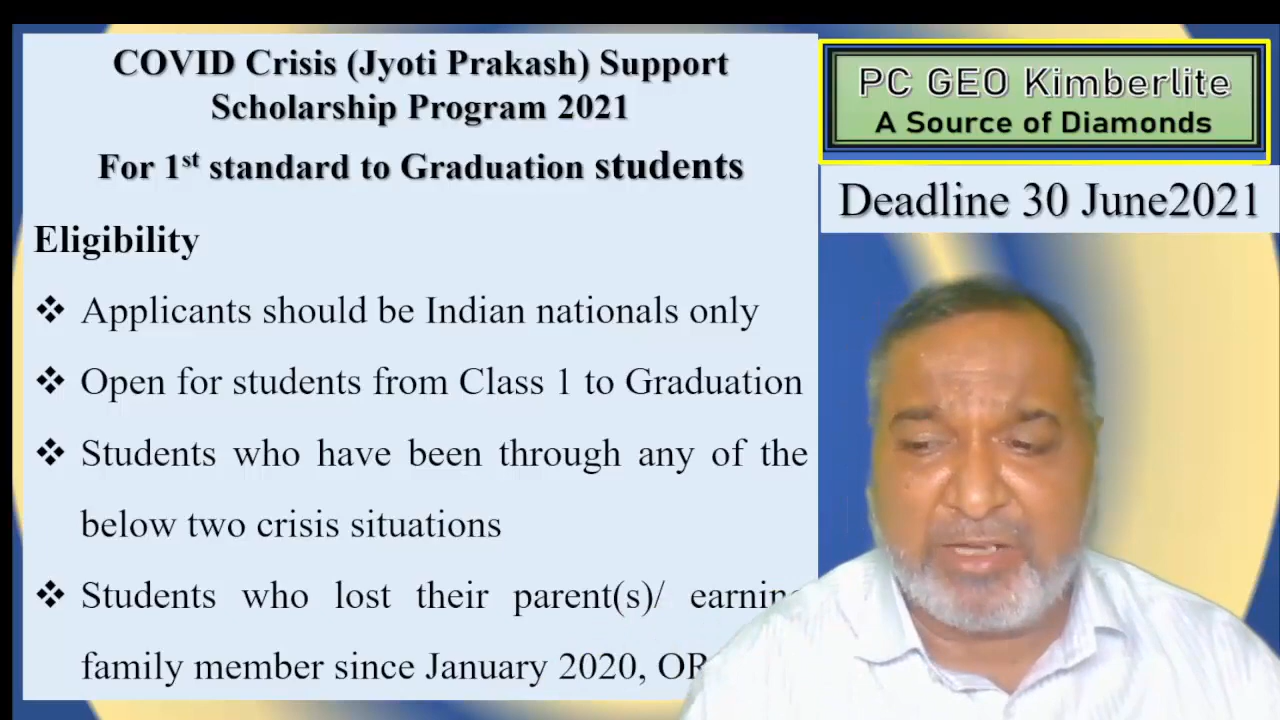 COVID Crisis (Jyoti Prakash) Support
Scholarship Program 2021
For 1st standard to Graduation students
Eligibility
❖ Applicants should be Indian nationals only
❖ Open for students from Class 1 to Graduation
❖ Students who have been through any of the
below two crisis situations
❖ Students who lost their parent(s)/ earning
family member since January 2020, OR
PC GEO Kimberlite
A Source of Diamonds
Deadline 30 June2021